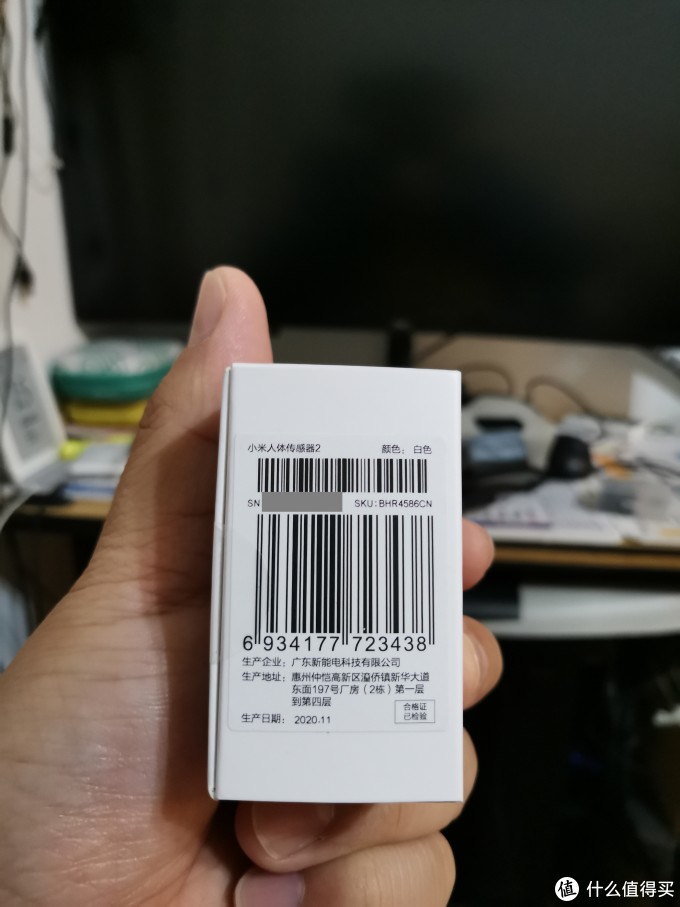 小米人体传感器2 颜色：白色
SN SKU:BHR4586CN
6 934177 723438
生产企业：广东新能电科技有限公司
生产地址：惠州仲恺高新区潼侨镇新华大道
东面197号厂房（2栋）第一层
到第四层
生产日期：2020.11
合格证
已检验
值 什么值得买